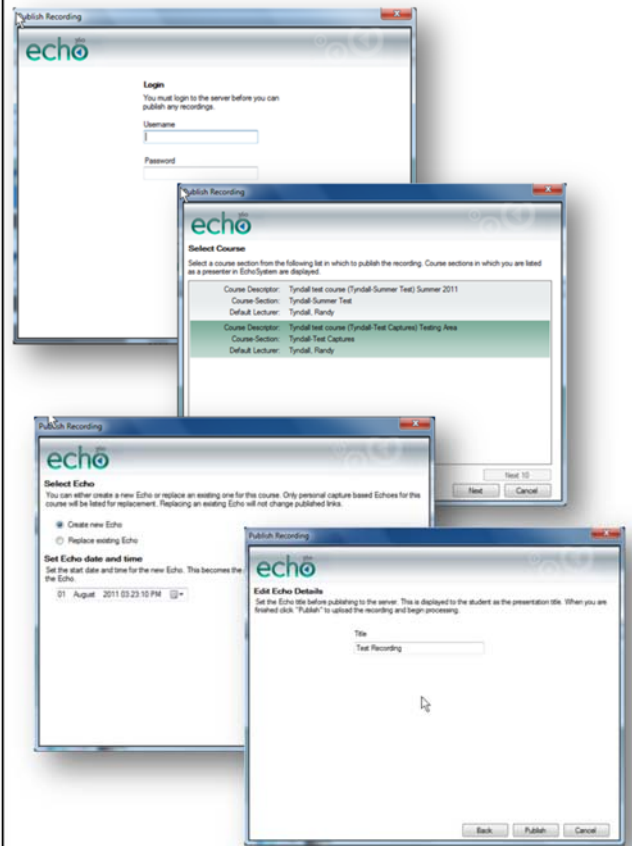 Publish Recording
echo
360
Login
You must login to the server before you can
publish any recordings.
Username
Password
Publish Recording
echo
360
Select Course
Select a course section from the following list in which to publish the recording. Course sections in which you are listed
as a presenter in EchoSystem are displayed.
Course Descriptor: Tyndall test course (Tyndall-Summer Test) Summer 2011
Course-Section: Tyndall-Summer Test
Default Lecturer: Tyndall, Randy
Course Descriptor: Tyndall test course (Tyndall-Test Captures) Testing Area
Course-Section: Tyndall-Test Captures
Default Lecturer: Tyndall, Randy
Next 10
Next Cancel
Publish Recording
echo
360
Select Echo
You can either create a new Echo or replace an existing one for this course. Only personal capture based Echoes for this
course will be listed for replacement. Replacing an existing Echo will not change published links.
Create new Echo
Replace existing Echo
Set Echo date and time
Set the start date and time for the new Echo. This becomes the
the Echo.
01 August 2011 03:23:10 PM
Publish Recording
echo
360
Edit Echo Details
Set the Echo title before publishing to the server. This is displayed to the student as the presentation title. When you are
finished click "Publish" to upload the recording and begin processing.
Title
Test Recording
Back Publish Cancel